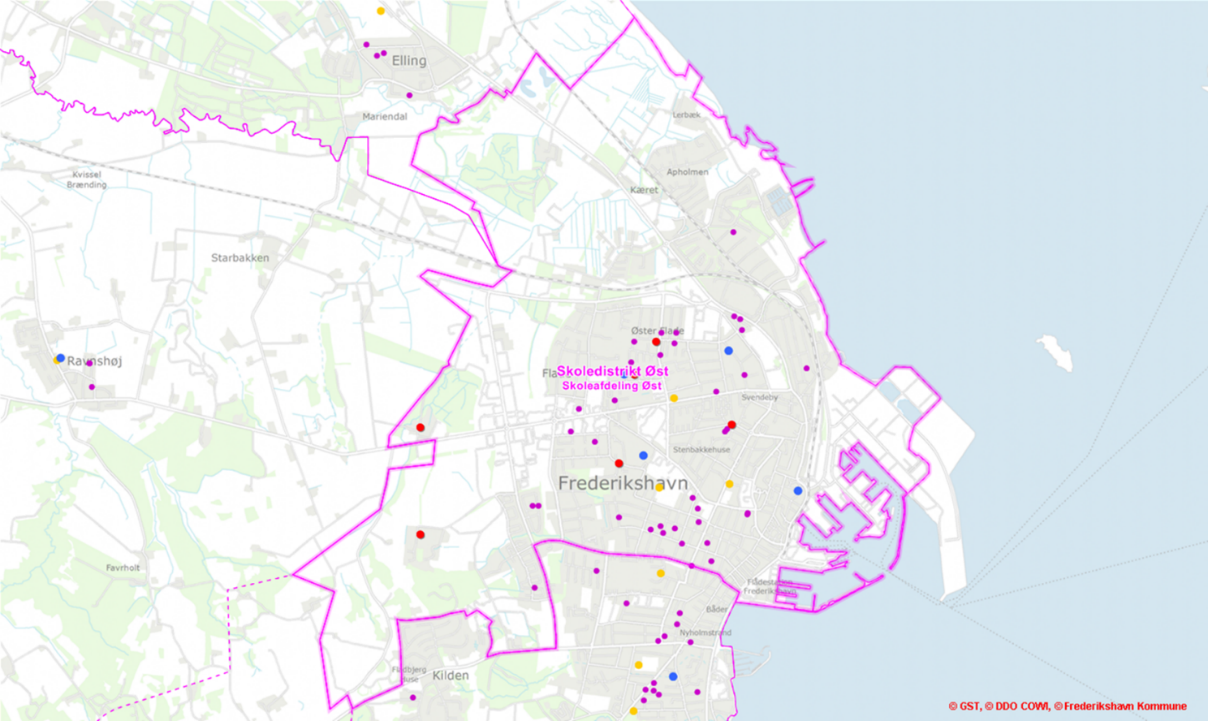 Elling
Mariendal
Lerbæk
Kvissel
Brænding
Apholmen
Kæret
Starbakken
Øster Flade
Ravnshøj
Skoledistrikt Øst
Skoleafdeling Øst
Svendeby
Stenbakkehuse
Frederikshavn
Favrholt
Båder
Nyholmstrand
Kilden
© GST, © DDO COWI, © Frederikshavn Kommune